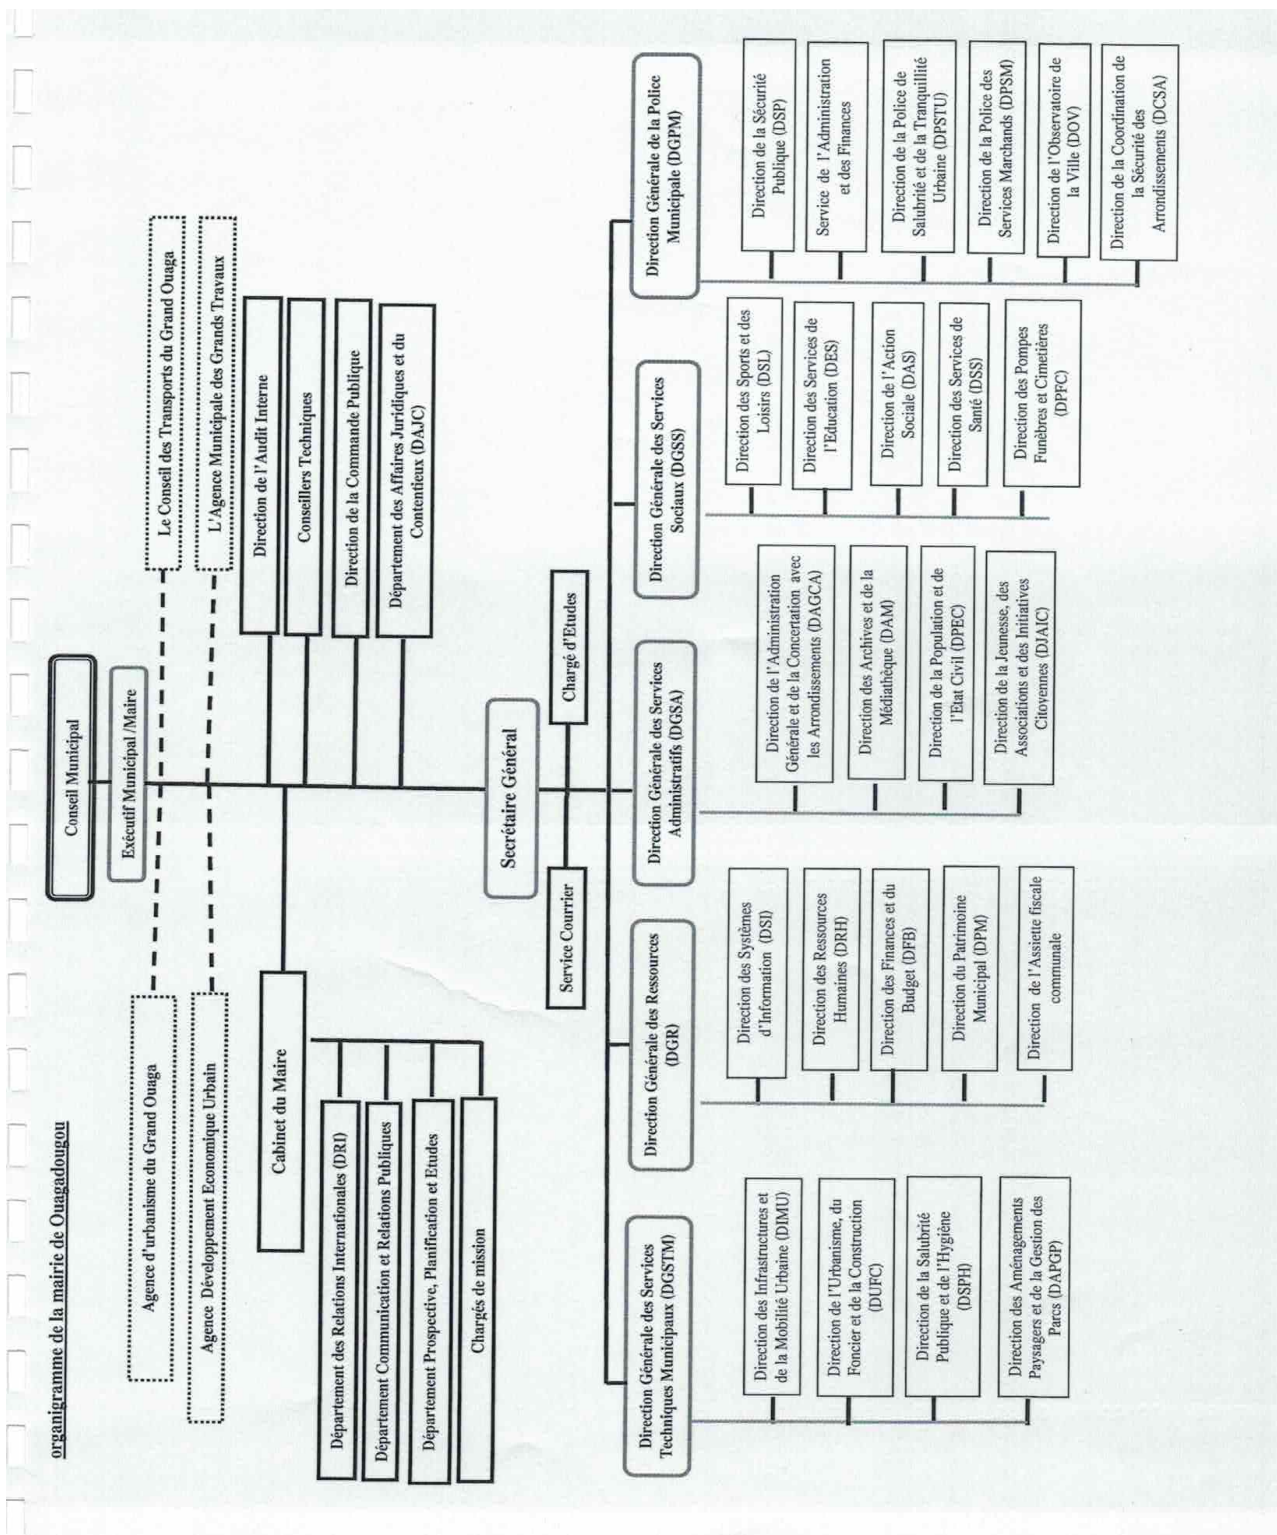 organigramme de la mairie de Ouagadougou
Conseil Municipal
Exécutif Municipal /Maire
Agence d'urbanisme du Grand Ouaga
Le Conseil des Transports du Grand Ouaga
Agence Développement Economique Urbain
L'Agence Municipale des Grands Travaux
Cabinet du Maire
Direction de l'Audit Interne
Conseillers Techniques
Direction de la Commande Publique
Département des Affaires Juridiques et du
Contentieux (DAJC)
Département des Relations Internationales (DRI)
Département Communication et Relations Publiques
Département Prospective, Planification et Etudes
Chargés de mission
Secrétaire Général
Service Courrier
Chargé d'Etudes
Direction Générale des Services
Techniques Municipaux (DGSTM)
Direction des Infrastructures et
de la Mobilité Urbaine (DIMU)
Direction de l'Urbanisme, du
Foncier et de la Construction
(DUFC)
Direction de la Salubrité
Publique et de l'Hygiène
(DSPH)
Direction des Aménagements
Paysagers et de la Gestion des
Parcs (DAPGP)
Direction Générale des Ressources
(DGR)
Direction des Systèmes
d'Information (DSI)
Direction des Ressources
Humaines (DRH)
Direction des Finances et du
Budget (DFB)
Direction du Patrimoine
Municipal (DPM)
Direction de l'Assiette fiscale
communale
Direction Générale des Services
Administratifs (DGSA)
Direction de l'Administration
Générale et de la Concertation avec
les Arrondissements (DAGCA)
Direction des Archives et de la
Médiathèque (DAM)
Direction de la Population et de
l'Etat Civil (DPEC)
Direction de la Jeunesse, des
Associations et des Initiatives
Citoyennes (DJAIC)
Direction Générale des Services
Sociaux (DGSS)
Direction des Sports et des
Loisirs (DSL)
Direction des Services de
l'Education (DES)
Direction de l'Action
Sociale (DAS)
Direction des Services de
Santé (DSS)
Direction des Pompes
Funèbres et Cimetières
(DPFC)
Direction Générale de la Police
Municipale (DGPM)
Direction de la Sécurité
Publique (DSP)
Service de l'Administration
et des Finances
Direction de la Police de
Salubrité et de la Tranquillité
Urbaine (DPSTU)
Direction de la Police des
Services Marchands (DPSM)
Direction de l'Observatoire de
la Ville (DOV)
Direction de la Coordination de
la Sécurité des
Arrondissements (DCSA)